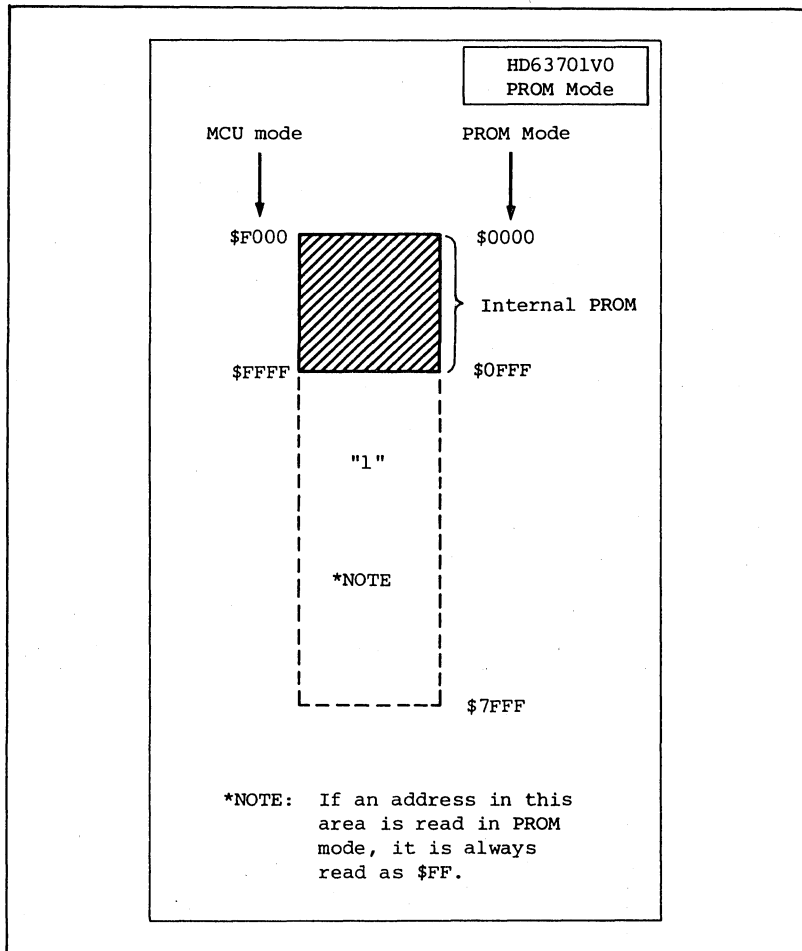 HD63701V0
PROM Mode
MCU mode
PROM Mode
$F000
$0000
Internal PROM
$FFFF
$0FFF
"1"
*NOTE
$7FFF
*NOTE: If an address in this
area is read in PROM
mode, it is always
read as $FF.